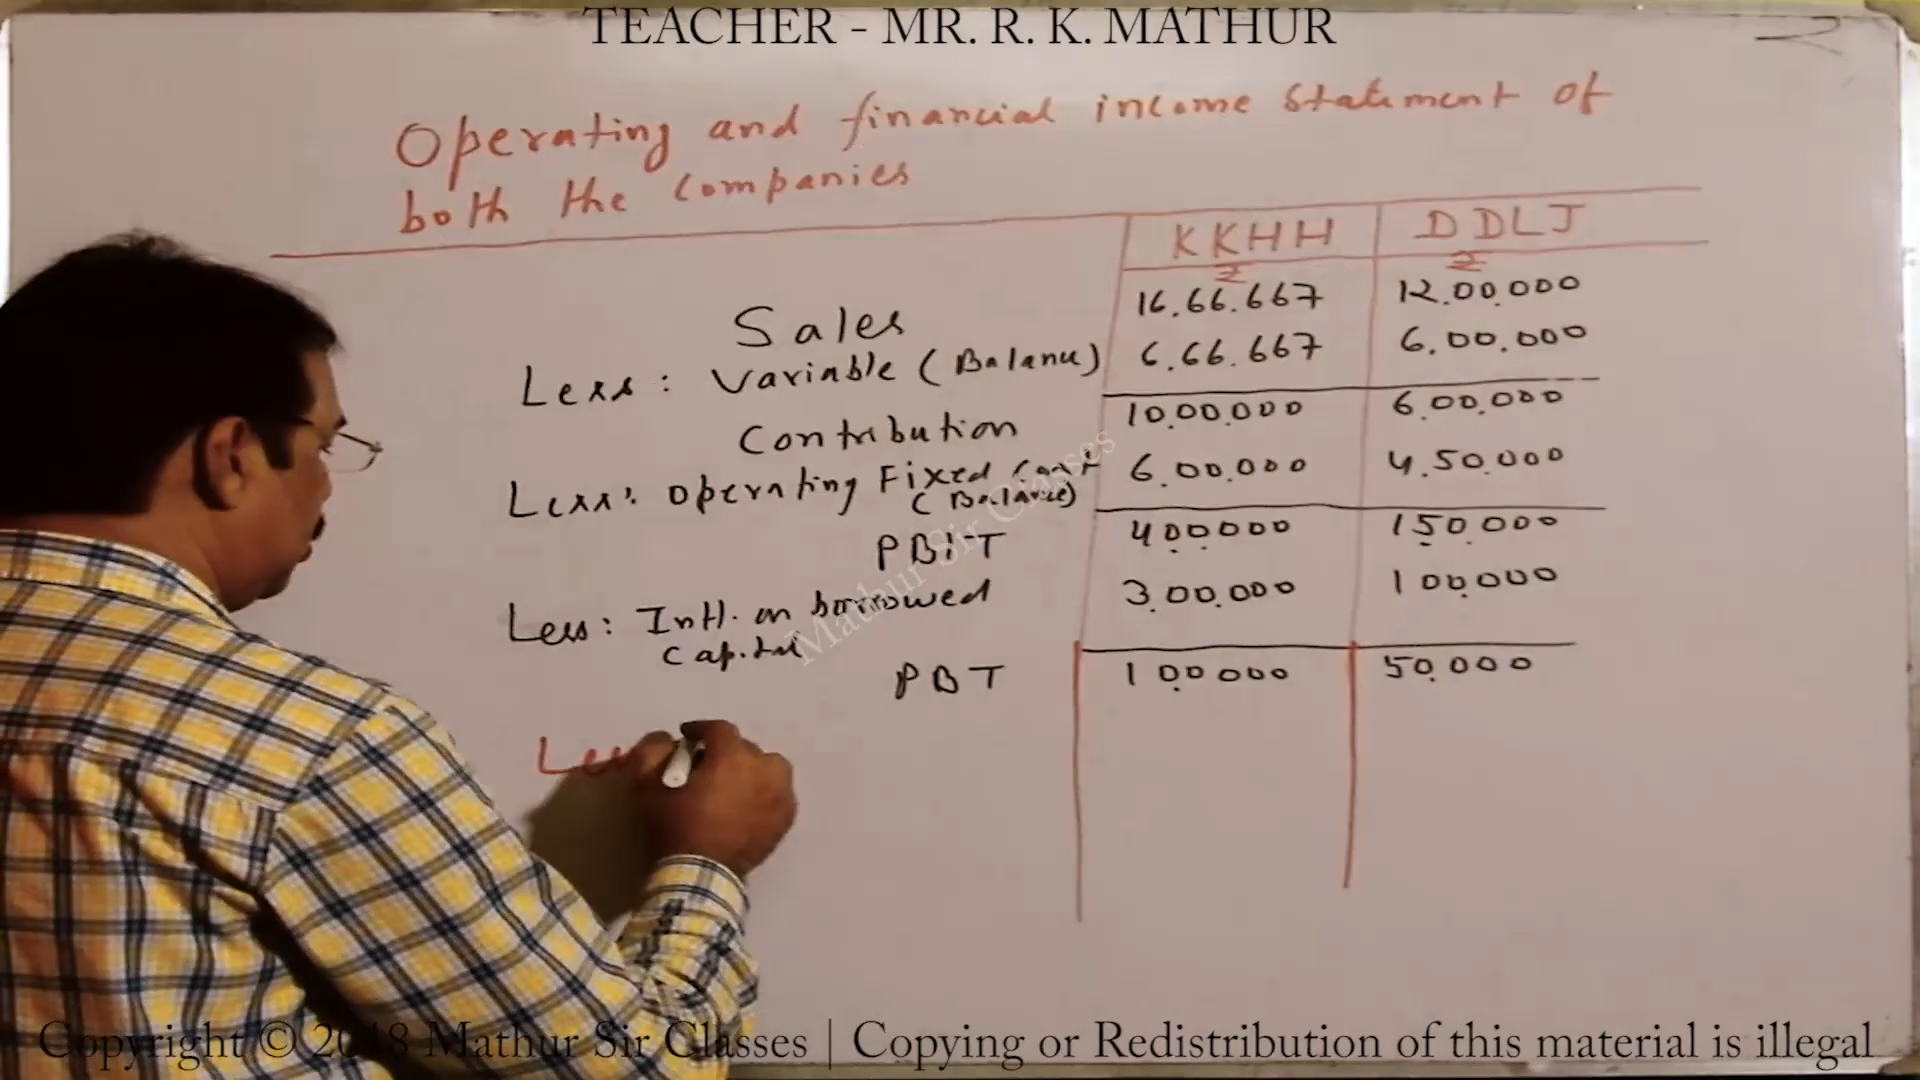 TEACHER - MR. R. K. MATHUR
Operating and financial income statement of
both the companies
KKHH DDLJ
₹ ₹
Sales 16.66.667 12.00.000
Less: Variable (Balance) 6.66.667 6.00.000
Contribution 10.00.000 6.00.000
Less: Operating Fixed Cost 6.00.000 4.50.000
(Balance)
PBIT 4.00.000 1.50.000
Less: Intt. on borrowed 3.00.000 1.00.000
Capital
PBT 1.00.000 50.000
Les
Mathur Sir Classes
Copyright © 2018 Mathur Sir Classes | Copying or Redistribution of this material is illegal